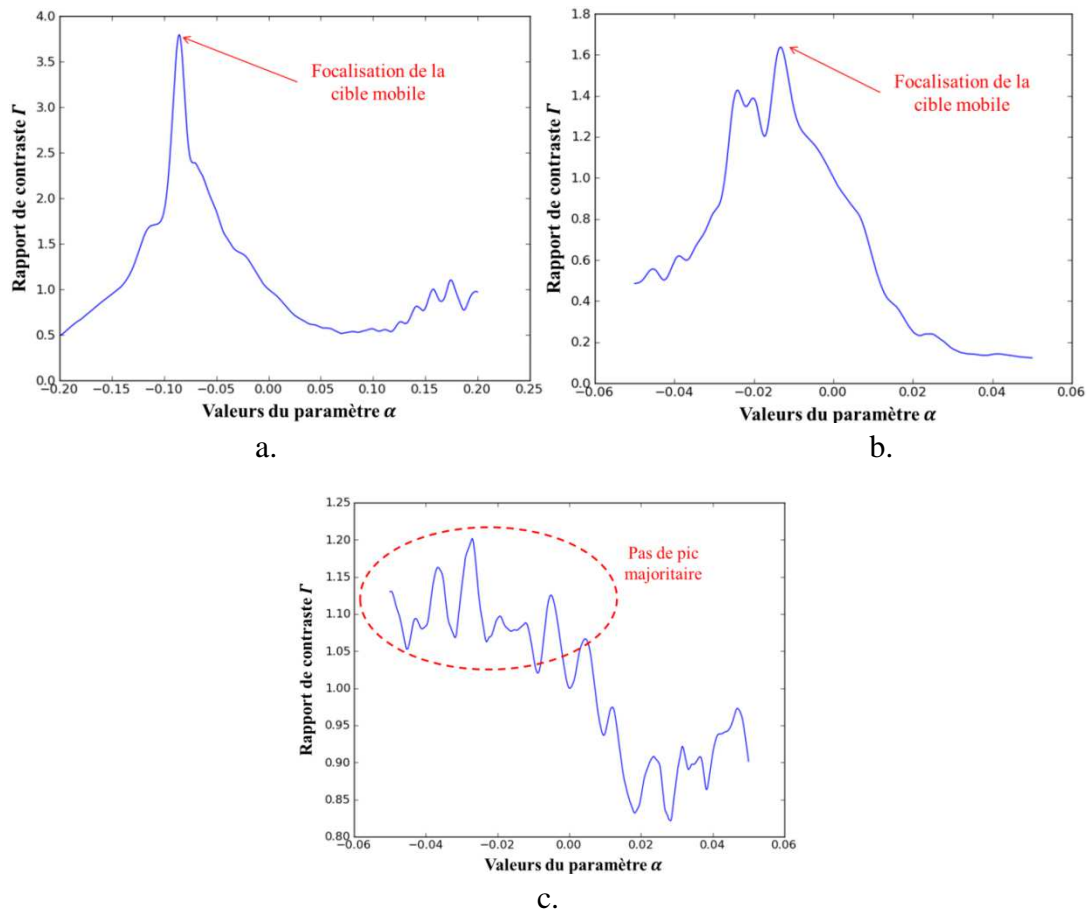 4.0
3.5
3.0
2.5
2.0
1.5
1.0
0.5
0.0
Rapport de contraste Γ
Focalisation de la
cible mobile
−0.20 −0.15 −0.10 −0.05 0.00 0.05 0.10 0.15 0.20 0.25
Valeurs du paramètre α
a.
1.8
1.6
1.4
1.2
1.0
0.8
0.6
0.4
0.2
0.0
Rapport de contraste Γ
Focalisation de la
cible mobile
−0.06 −0.04 −0.02 0.00 0.02 0.04 0.06
Valeurs du paramètre α
b.
1.25
1.20
1.15
1.10
1.05
1.00
0.95
0.90
0.85
0.80
Rapport de contraste Γ
Pas de pic
majoritaire
−0.06 −0.04 −0.02 0.00 0.02 0.04 0.06
Valeurs du paramètre α
c.